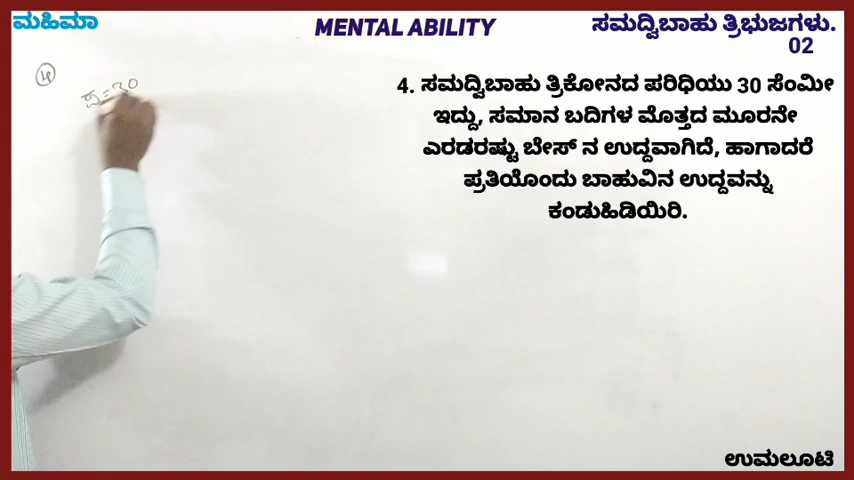 ಮಹಿಮಾ
MENTAL ABILITY
ಸಮದ್ವಿಬಾಹು ತ್ರಿಭುಜಗಳು.
02
4. ಸಮದ್ವಿಬಾಹು ತ್ರಿಕೋನದ ಪರಿಧಿಯು 30 ಸೆಂಮೀ
ಇದ್ದು, ಸಮಾನ ಬದಿಗಳ ಮೊತ್ತದ ಮೂರನೇ
ಎರಡರಷ್ಟು ಬೇಸ್ ನ ಉದ್ದವಾಗಿದೆ, ಹಾಗಾದರೆ
ಪ್ರತಿಯೊಂದು ಬಾಹುವಿನ ಉದ್ದವನ್ನು
ಕಂಡುಹಿಡಿಯಿರಿ.
=30
ಉಮಲೂಟಿ